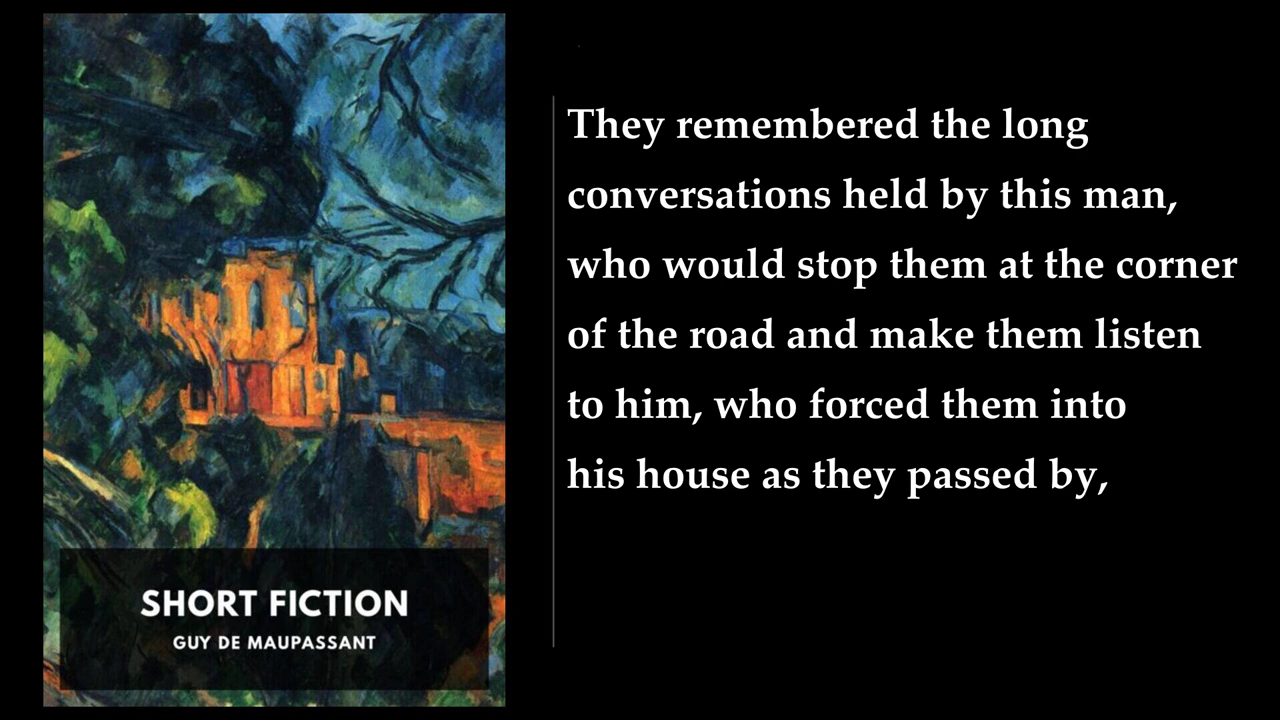 SHORT FICTION
GUY DE MAUPASSANT
They remembered the long
conversations held by this man,
who would stop them at the corner
of the road and make them listen
to him, who forced them into
his house as they passed by,